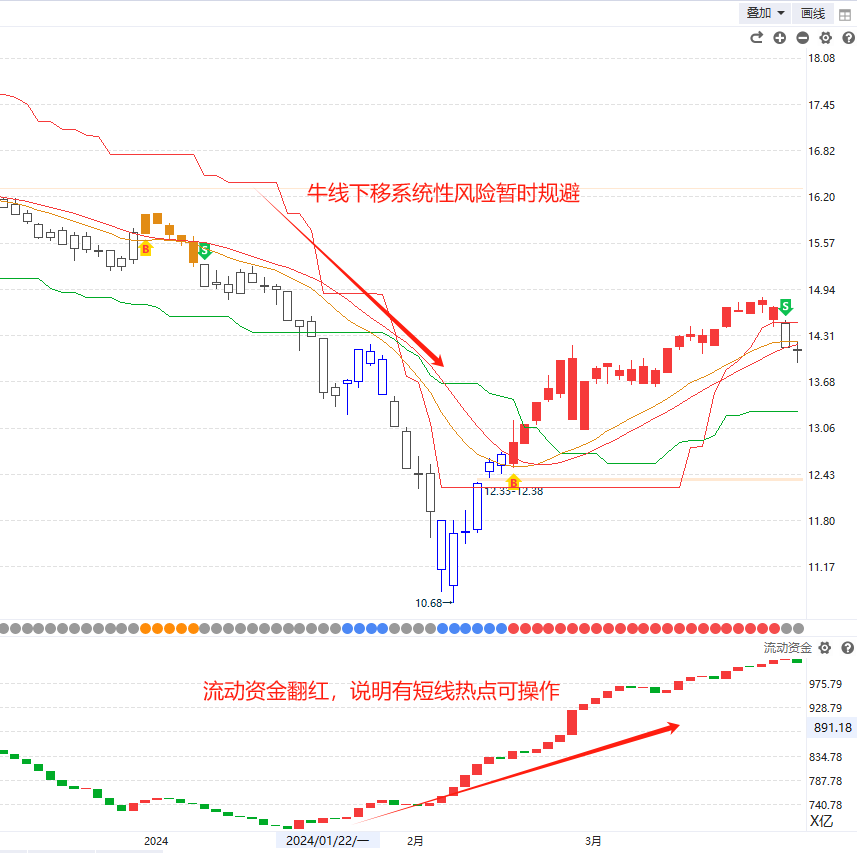 叠加 画线
18.08
17.45
16.82
牛线下移系统性风险暂时规避
16.20
B
S
15.57
14.94
S
14.31
13.68
13.06
12.43
B
12.33-12.38
11.80
11.17
10.68
流动资金
流动资金翻红，说明有短线热点可操作
975.79
928.79
891.18
834.78
787.78
740.78
X亿
2024 2024/01/22/一 2月 3月